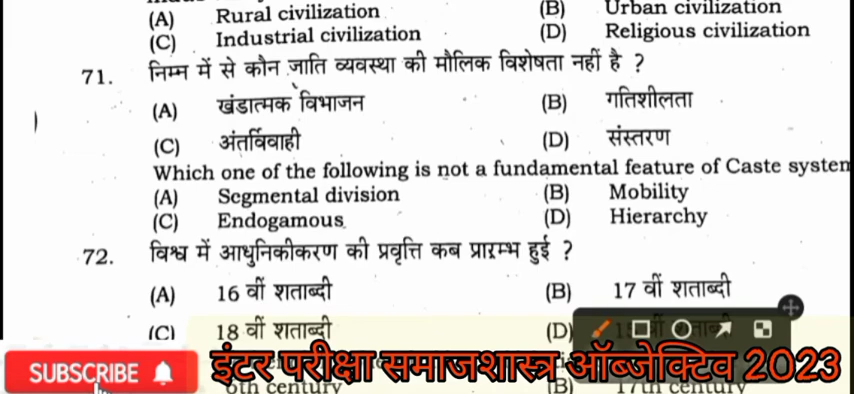 (A) Rural civilization (B) Urban civilization
(C) Industrial civilization (D) Religious civilization
71. निम्न में से कौन जाति व्यवस्था की मौलिक विशेषता नहीं है ?
(A) खंडात्मक विभाजन (B) गतिशीलता
(C) अंतर्विवाही (D) संस्तरण
Which one of the following is not a fundamental feature of Caste system
(A) Segmental division (B) Mobility
(C) Endogamous (D) Hierarchy
72. विश्व में आधुनिकीकरण की प्रवृत्ति कब प्रारम्भ हुई ?
(A) 16 वीं शताब्दी (B) 17 वीं शताब्दी
(C) 18 वीं शताब्दी (D)
SUBSCRIBE इंटर परीक्षा समाजशास्त्र ऑब्जेक्टिव 2023
century (B) 17th century